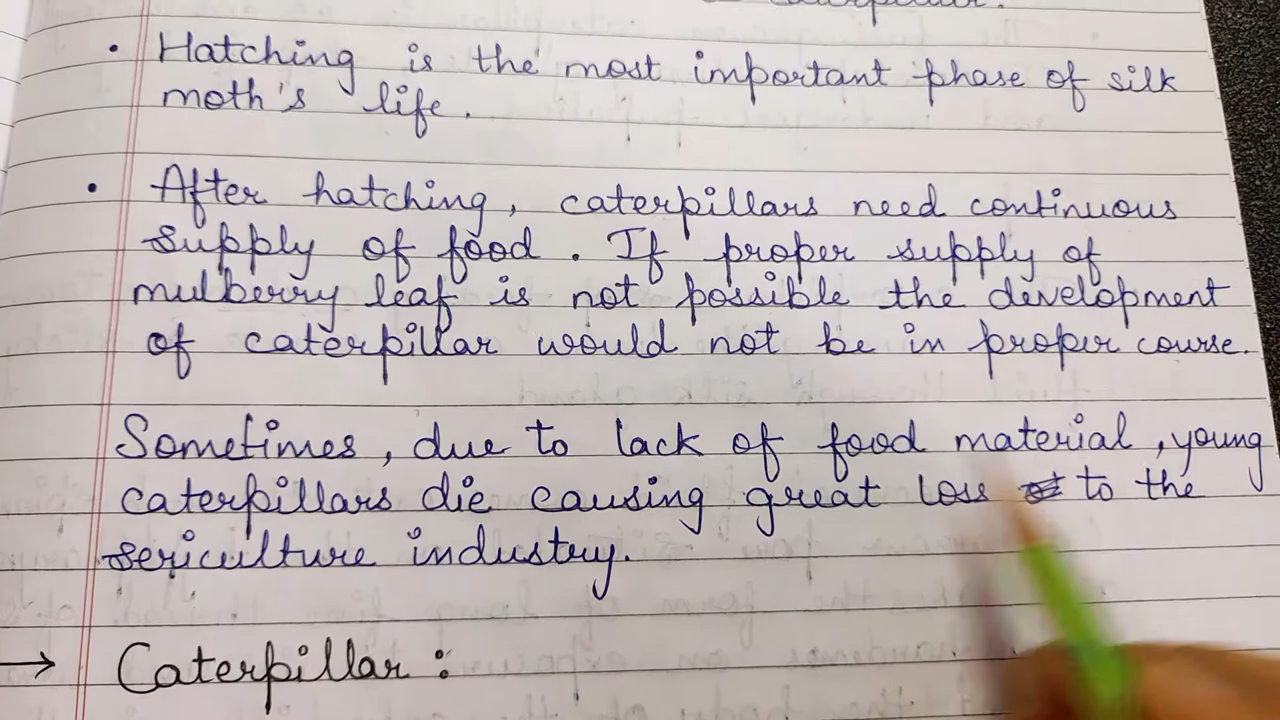 caterpillar.
• Hatching is the most important phase of silk
moth's life.
• After hatching, caterpillars need continuous
supply of food. If proper supply of
mulberry leaf is not possible the development
of caterpillar would not be in proper course.
Sometimes, due to lack of food material, young
caterpillars die causing great loss to the
sericulture industry.
→ Caterpillar: